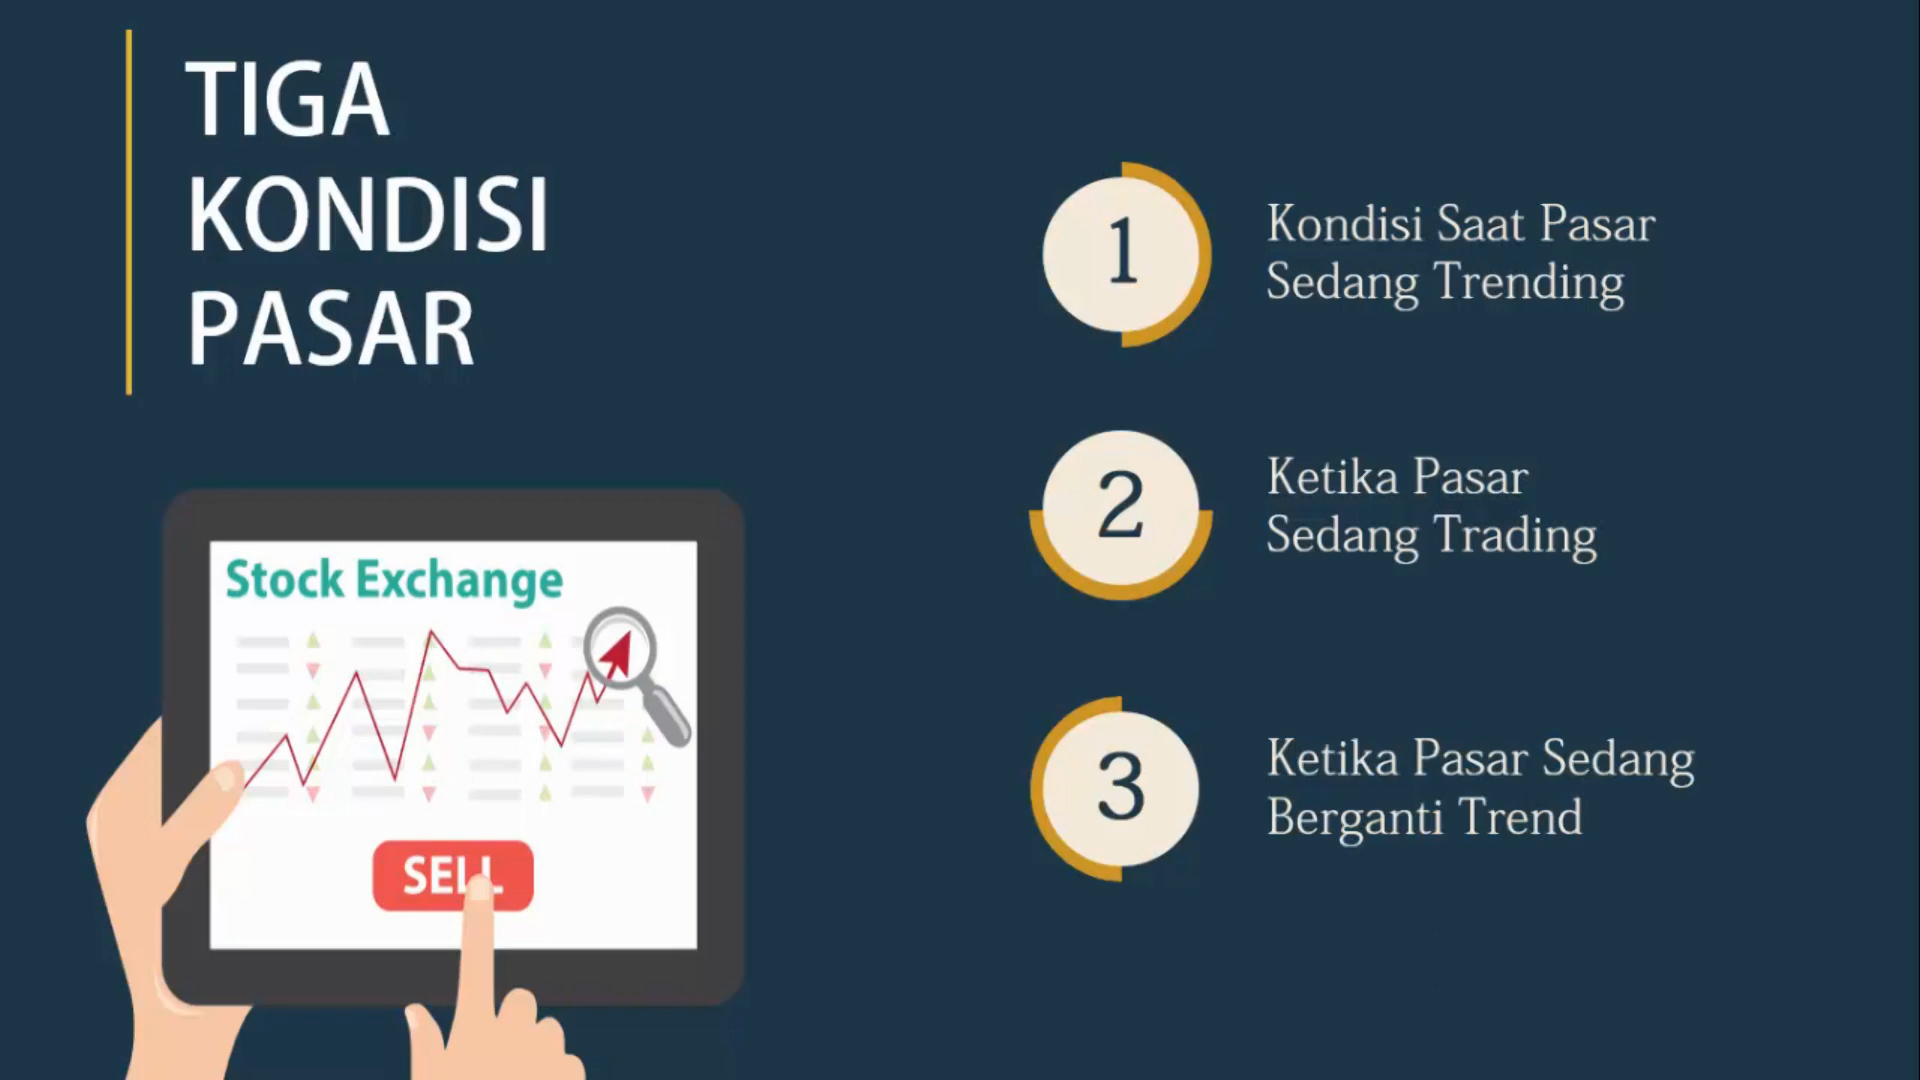 TIGA
KONDISI
PASAR
1
Kondisi Saat Pasar
Sedang Trending
2
Ketika Pasar
Sedang Trading
3
Ketika Pasar Sedang
Berganti Trend
Stock Exchange
SELL